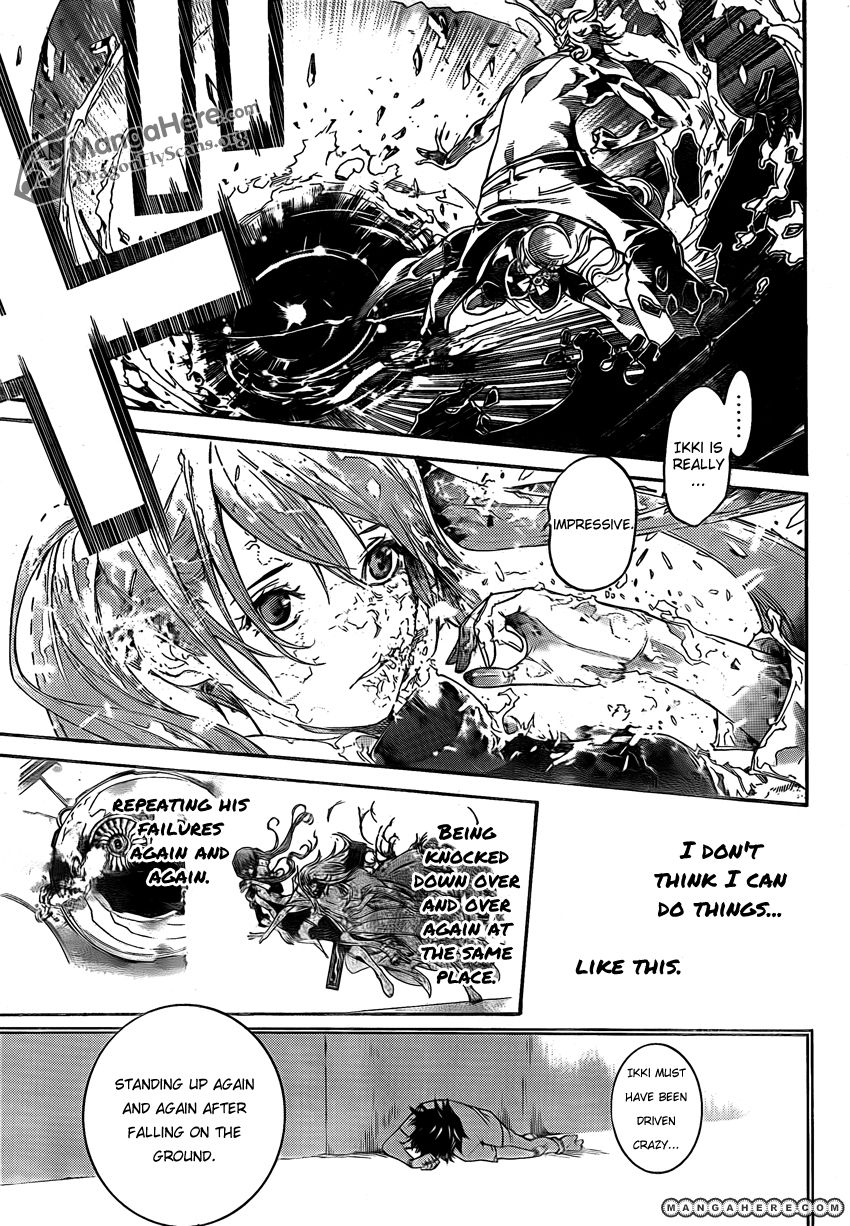 MangaHere.com
DragonFlyScans.org
......
IKKI IS
REALLY
...
IMPRESSIVE.
I DON'T
THINK I CAN
DO THINGS...
LIKE THIS.
BEING
KNOCKED
DOWN OVER
AND OVER
AGAIN AT
THE SAME
PLACE.
REPEATING HIS
FAILURES
AGAIN AND
AGAIN.
IKKI MUST
HAVE BEEN
DRIVEN
CRAZY...
STANDING UP AGAIN
AND AGAIN AFTER
FALLING ON THE
GROUND.
MANGAHERE.COM